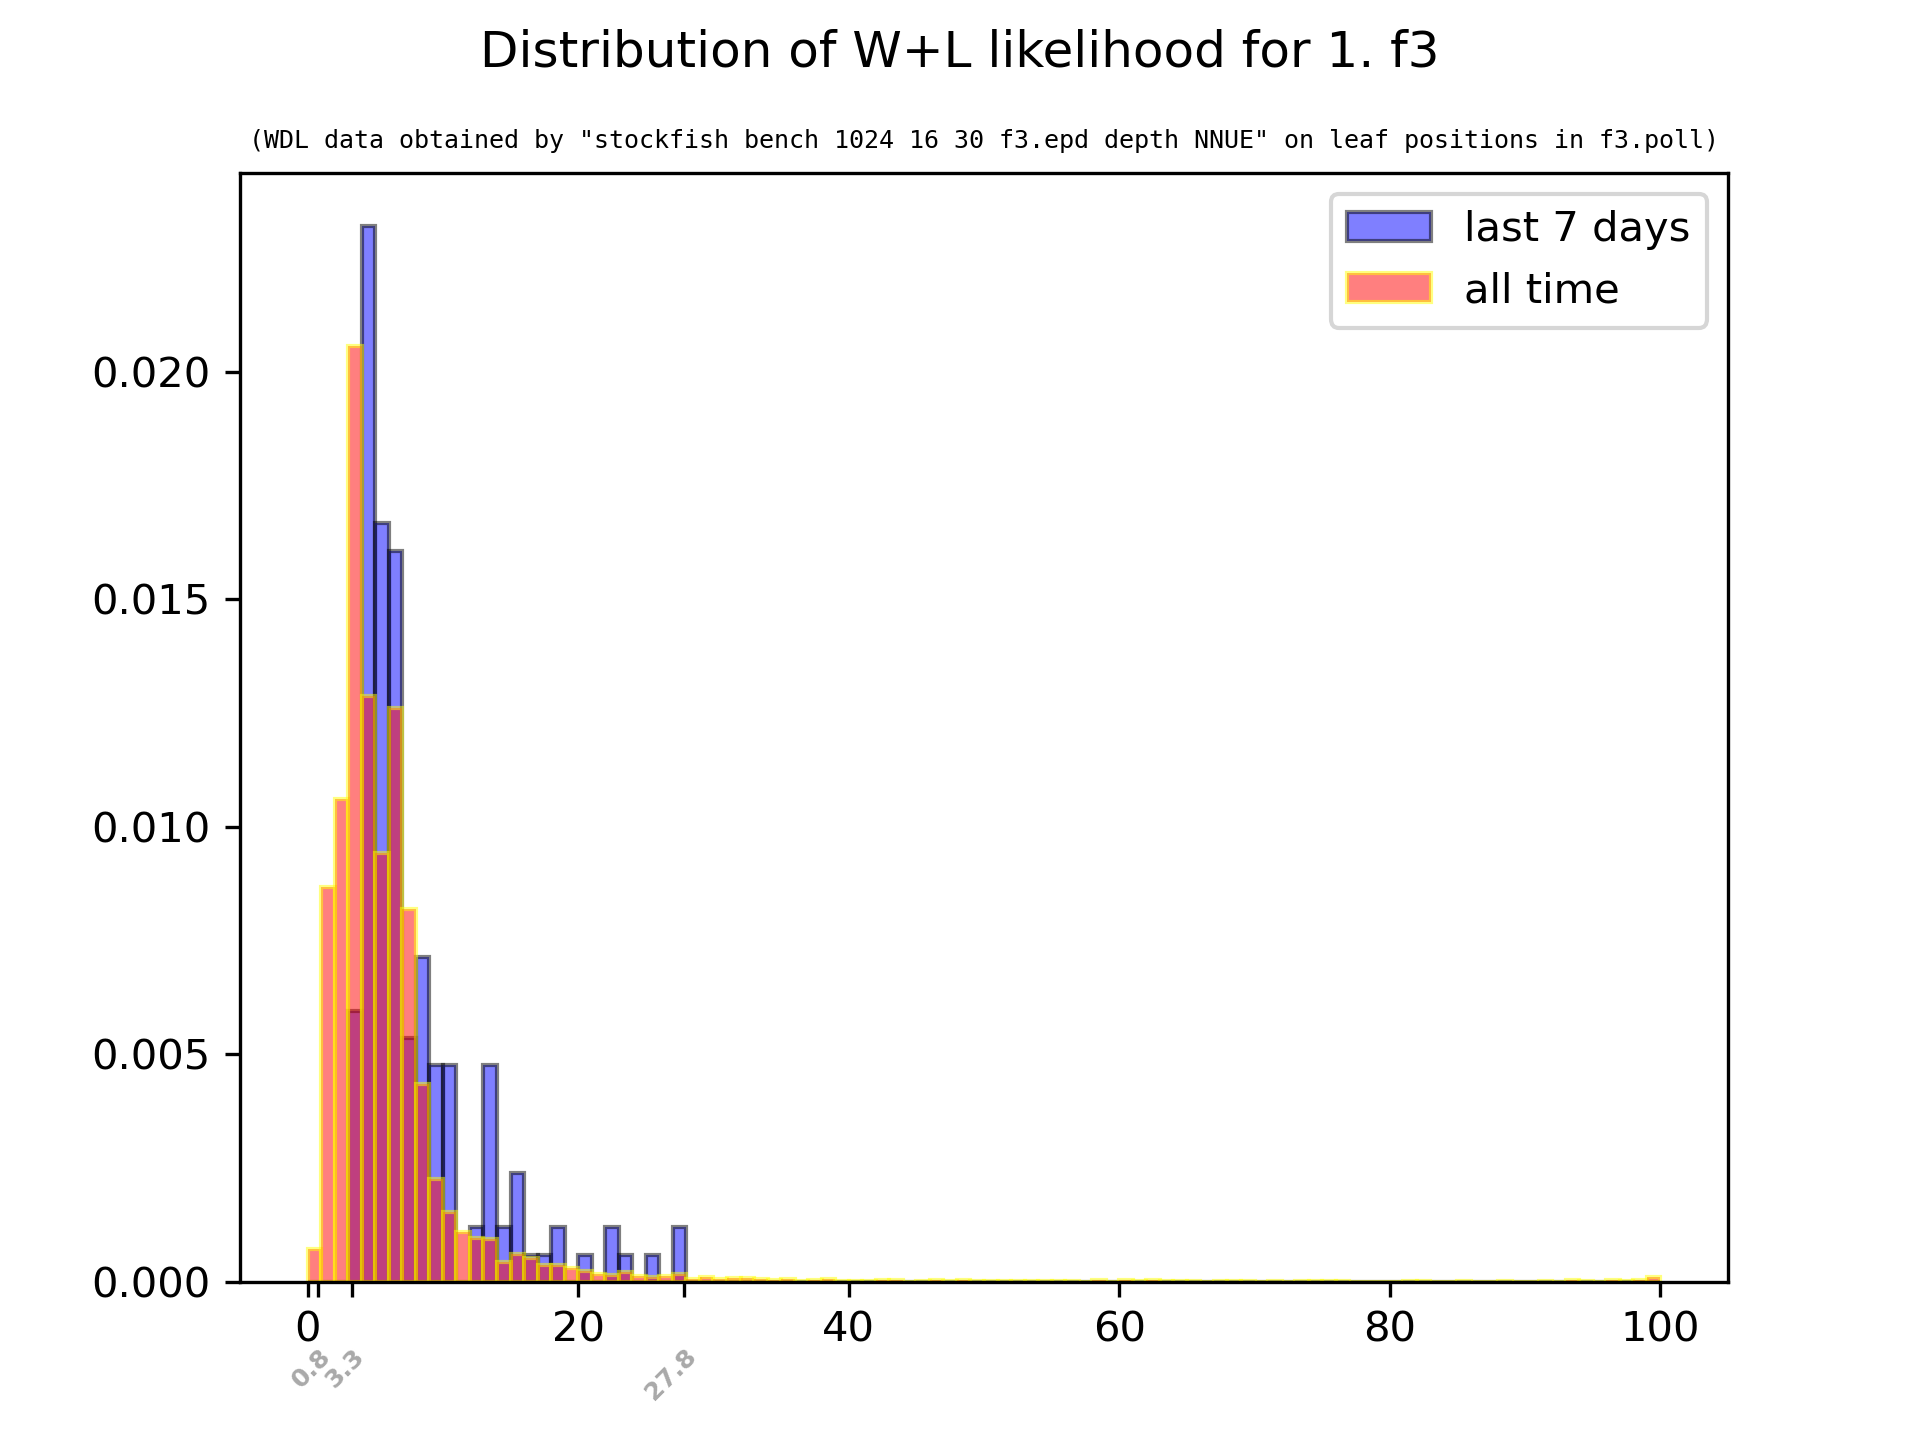 Distribution of W+L likelihood for 1. f3
(WDL data obtained by "stockfish bench 1024 16 30 f3.epd depth NNUE" on leaf positions in f3.poll)
last 7 days
all time
0.020
0.015
0.010
0.005
0.000
0 20 40 60 80 100
0.8 3.3 27.8